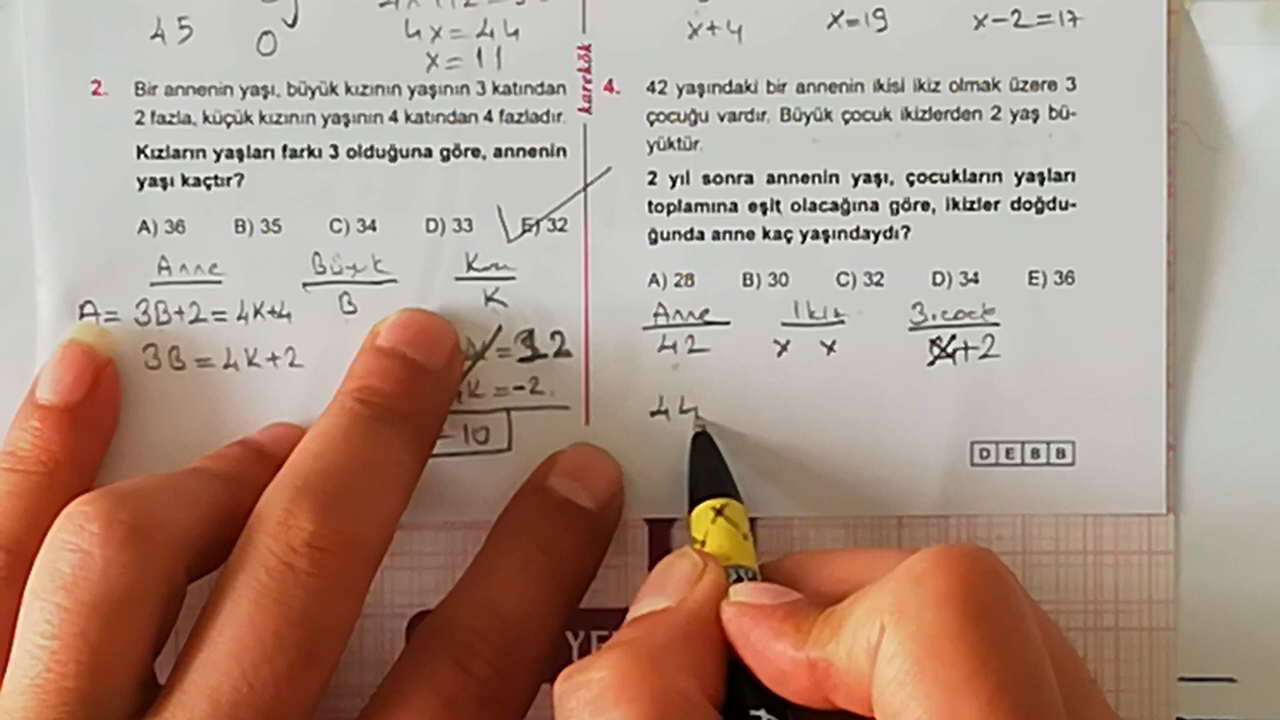 45
0
4x = 44
x = 11
2. Bir annenin yaşı, büyük kızının yaşının 3 katından
2 fazla, küçük kızının yaşının 4 katından 4 fazladır.
Kızların yaşları farkı 3 olduğuna göre, annenin
yaşı kaçtır?
A) 36 B) 35 C) 34 D) 33 E) 32
Anne
B
K
A = 3B+2 = 4K+4
3B = 4K+2
= -2
10
karekök
x+4 x=19 x-2=17
4. 42 yaşındaki bir annenin ikisi ikiz olmak üzere 3
çocuğu vardır. Büyük çocuk ikizlerden 2 yaş bü-
yüktür.
2 yıl sonra annenin yaşı, çocukların yaşları
toplamına eşit olacağına göre, ikizler doğdu-
ğunda anne kaç yaşındaydı?
A) 28 B) 30 C) 32 D) 34 E) 36
Anne İkiz
42 x x x+2
44
D E B B
YE